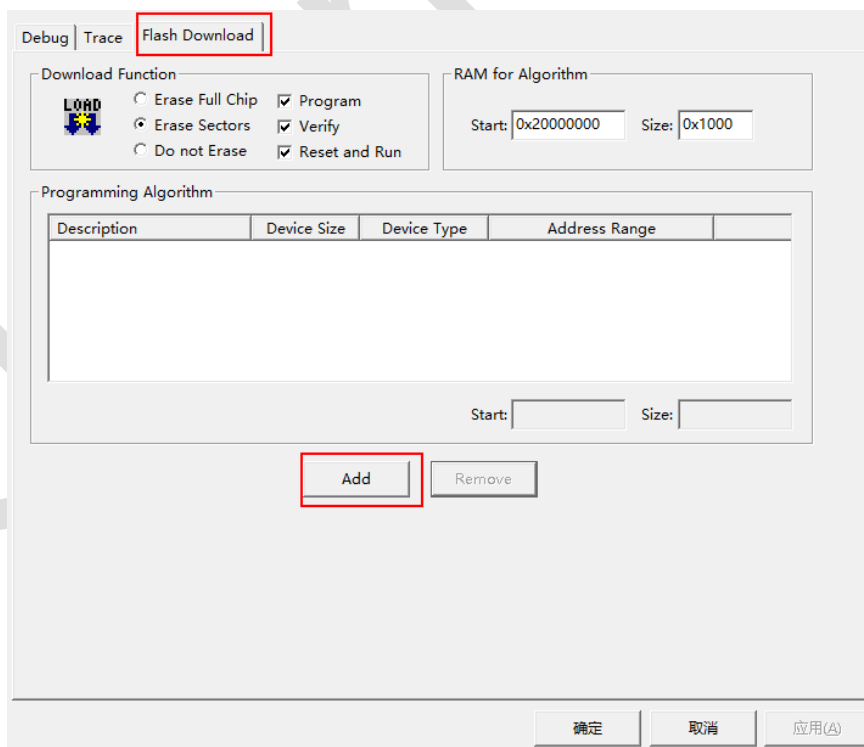 Debug Trace Flash Download
Download Function
LOAD
Erase Full Chip Program
Erase Sectors Verify
Do not Erase Reset and Run
RAM for Algorithm
Start: 0x20000000 Size: 0x1000
Programming Algorithm
Description Device Size Device Type Address Range
Start: Size:
Add Remove
确定 取消 应用(A)